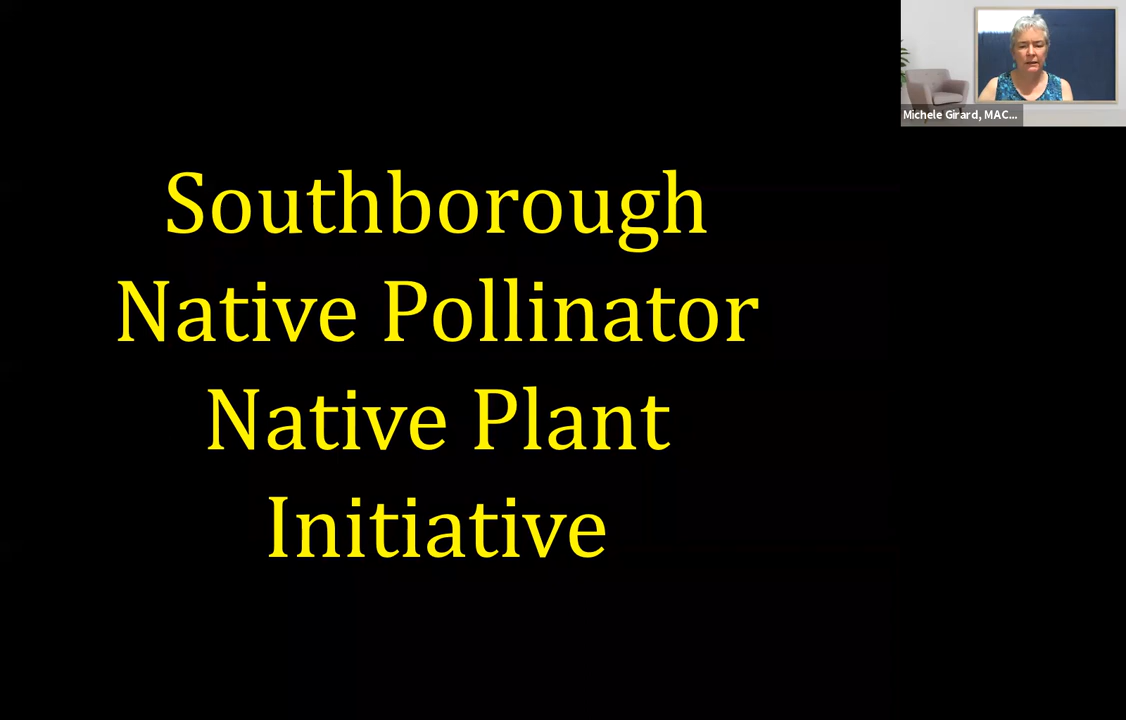 Michele Girard, MAC...
Southborough
Native Pollinator
Native Plant
Initiative